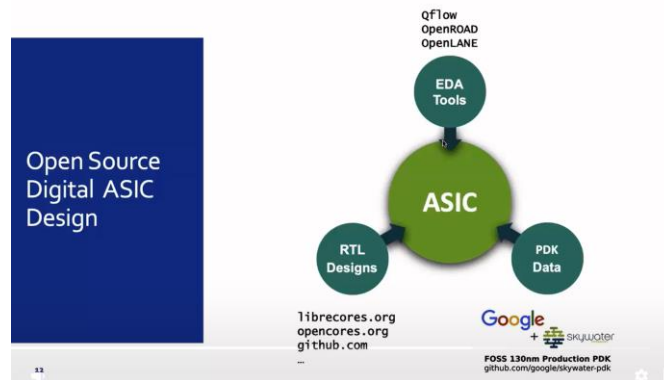 Open Source
Digital ASIC
Design
Qflow
OpenROAD
OpenLANE
EDA
Tools
ASIC
RTL
Designs
PDK
Data
librecores.org
opencores.org
github.com
…
Google
+ skywater
FOSS 130nm Production PDK
github.com/google/skywater-pdk
12